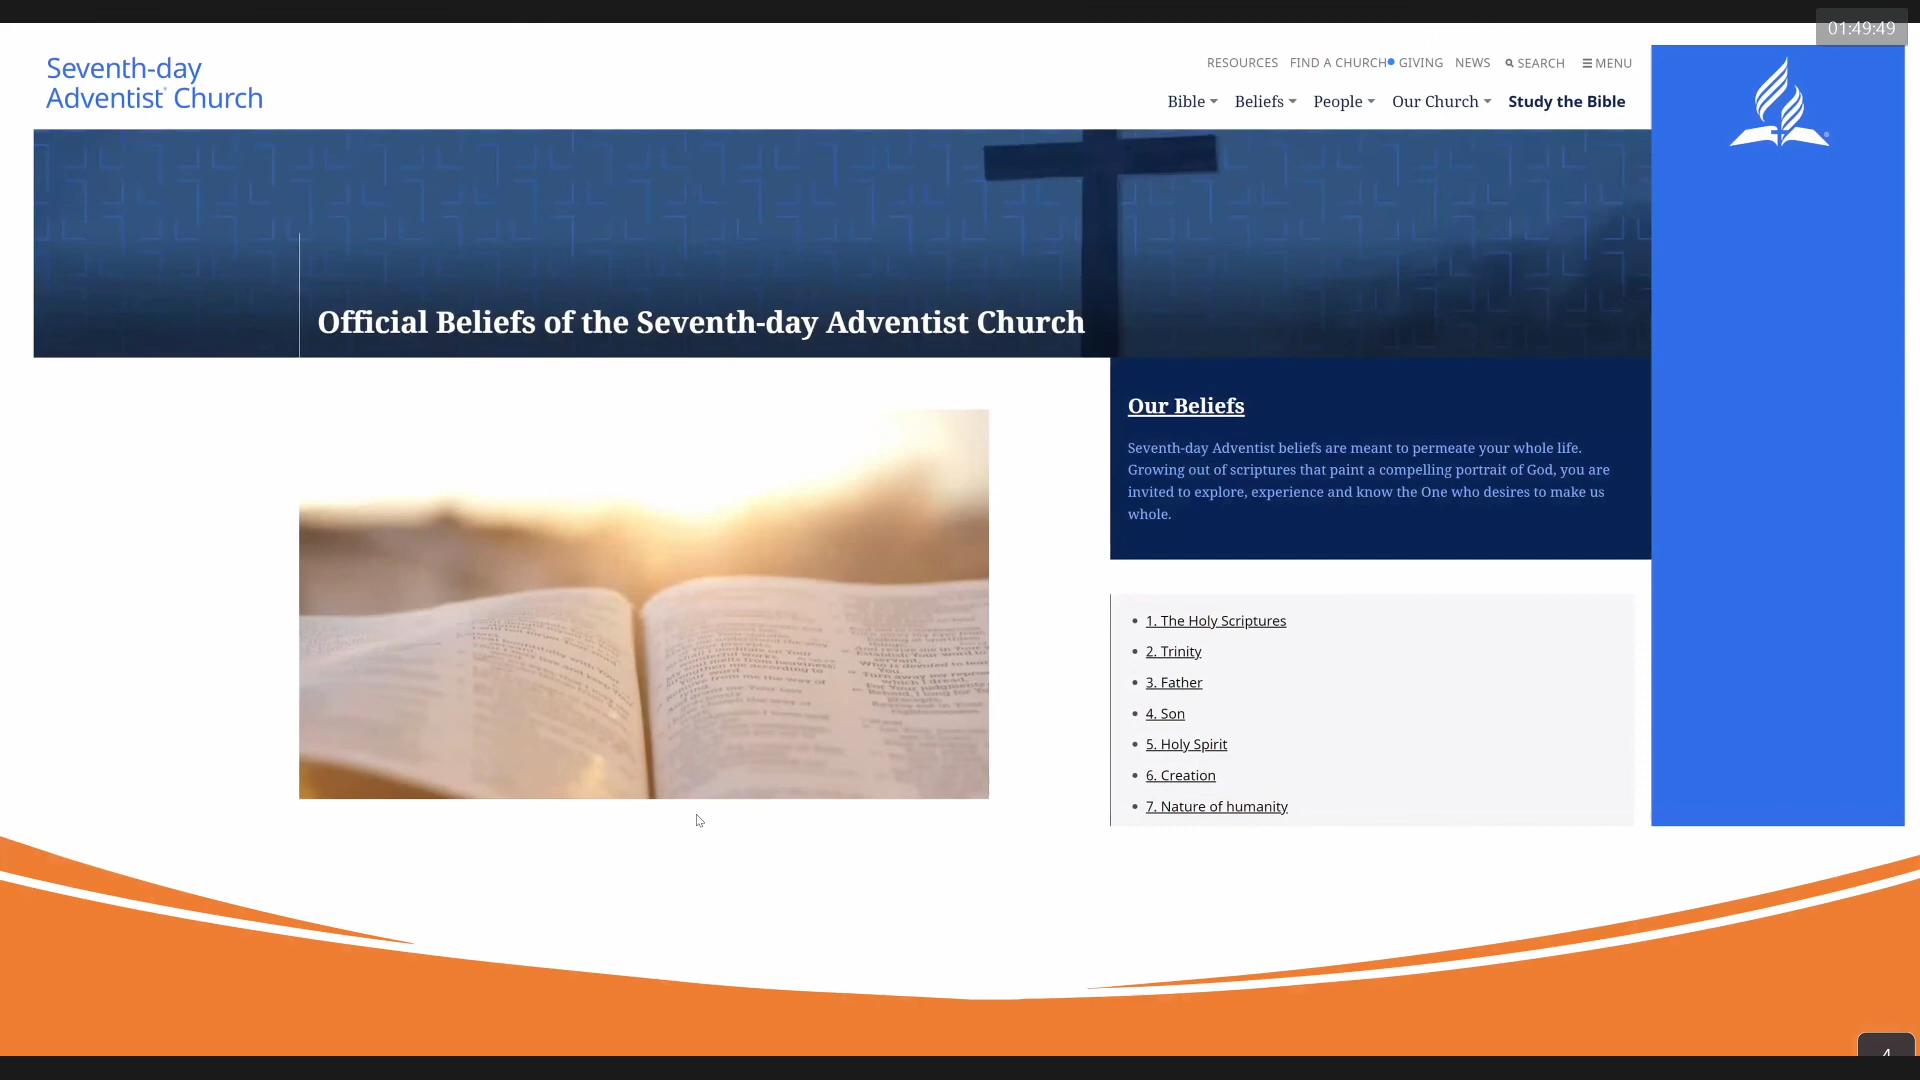 01:49:49
Seventh-day
Adventist® Church
RESOURCES FIND A CHURCH GIVING NEWS SEARCH MENU
Bible Beliefs People Our Church Study the Bible
Official Beliefs of the Seventh-day Adventist Church
Our Beliefs
Seventh-day Adventist beliefs are meant to permeate your whole life.
Growing out of scriptures that paint a compelling portrait of God, you are
invited to explore, experience and know the One who desires to make us
whole.
• 1. The Holy Scriptures
• 2. Trinity
• 3. Father
• 4. Son
• 5. Holy Spirit
• 6. Creation
• 7. Nature of humanity
4